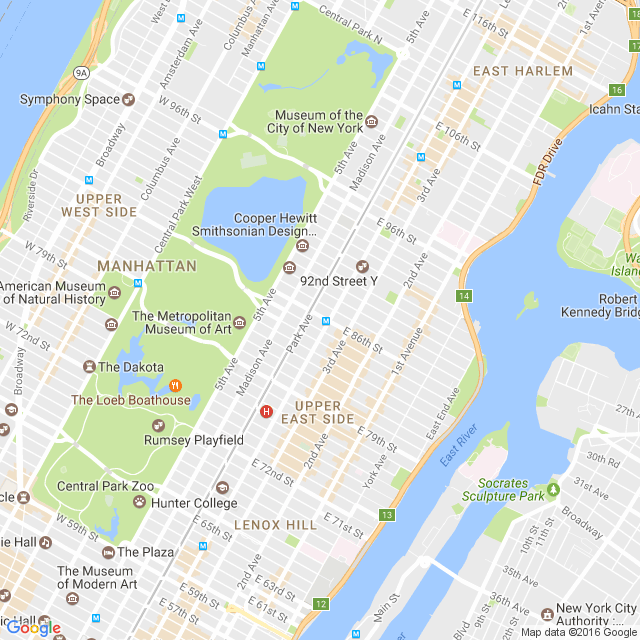 West
Columbus Ave
Manhattan Ave
Central Park N
E 116th St
1st Ave
18
17
16
5th Ave
Amsterdam Ave
9A
EAST HARLEM
Symphony Space
W 96th St
Museum of the
City of New York
E 106th St
Icahn Sta
Broadway
Columbus Ave
5th Ave
Madison Ave
3rd Ave
FDR Drive
Riverside Dr
UPPER
WEST SIDE
Central Park West
Cooper Hewitt
Smithsonian Design...
E 96th St
W 79th St
MANHATTAN
92nd Street Y
2nd Ave
14
American Museum
of Natural History
Robert
Kennedy Bridg
The Metropolitan
Museum of Art
5th Ave
Park Ave
E 86th St
1st Avenue
W 72nd St
Broadway
The Dakota
5th Ave
Madison Ave
3rd Ave
The Loeb Boathouse
H
UPPER
EAST SIDE
East End Ave
27th A
Rumsey Playfield
E 79th St
East River
2nd Ave
30th Rd
E 72nd St
York Ave
Central Park Zoo
Socrates
Sculpture Park
31st Ave
Hunter College
cle
W 59th St
E 65th St
LENOX HILL
E 71st St
13
Broadway
10th St
11th St
ie Hall
The Plaza
35th Ave
The Museum
of Modern Art
2nd Ave
E 63rd St
E 61st St
E 57th St
12
Main St
36th Ave
Blvd
New York City
Authority :...
ic Hall
Google
Map data ©2016 Goo